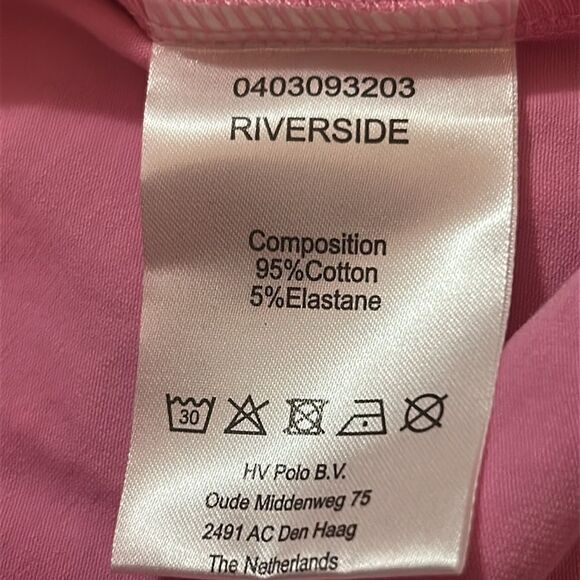 0403093203
RIVERSIDE
Composition
95%Cotton
5%Elastane
30
HV Polo B.V.
Oude Middenweg 75
2491 AC Den Haag
The Netherlands